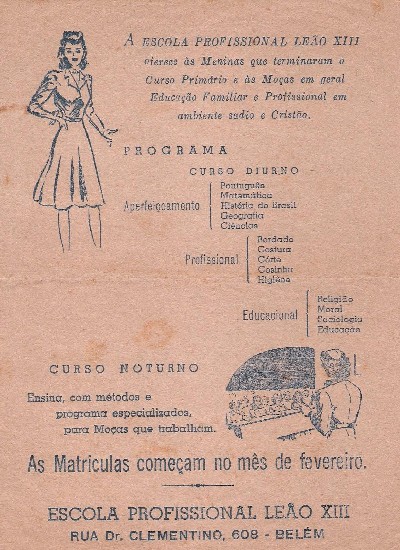 A ESCOLA PROFISSIONAL LEÃO XIII
oferece às Meninas que terminaram o
Curso Primário e às Moças em geral
Educação Familiar e Profissional em
ambiente sadio e Cristão.
PROGRAMA
CURSO DIURNO
Aperfeiçoamento
Português
Matemática
História do Brasil
Geografia
Ciências
Profissional
Bordado
Costura
Córte
Cosinha
Higiêne
Educacional
Religião
Moral
Sociologia
Educação
CURSO NOTURNO
Ensina, com métodos e
programa especializados,
para Moças que trabalham.
As Matriculas começam no mês de fevereiro.
ESCOLA PROFISSIONAL LEÃO XIII
RUA Dr. CLEMENTINO, 608 - BELÉM